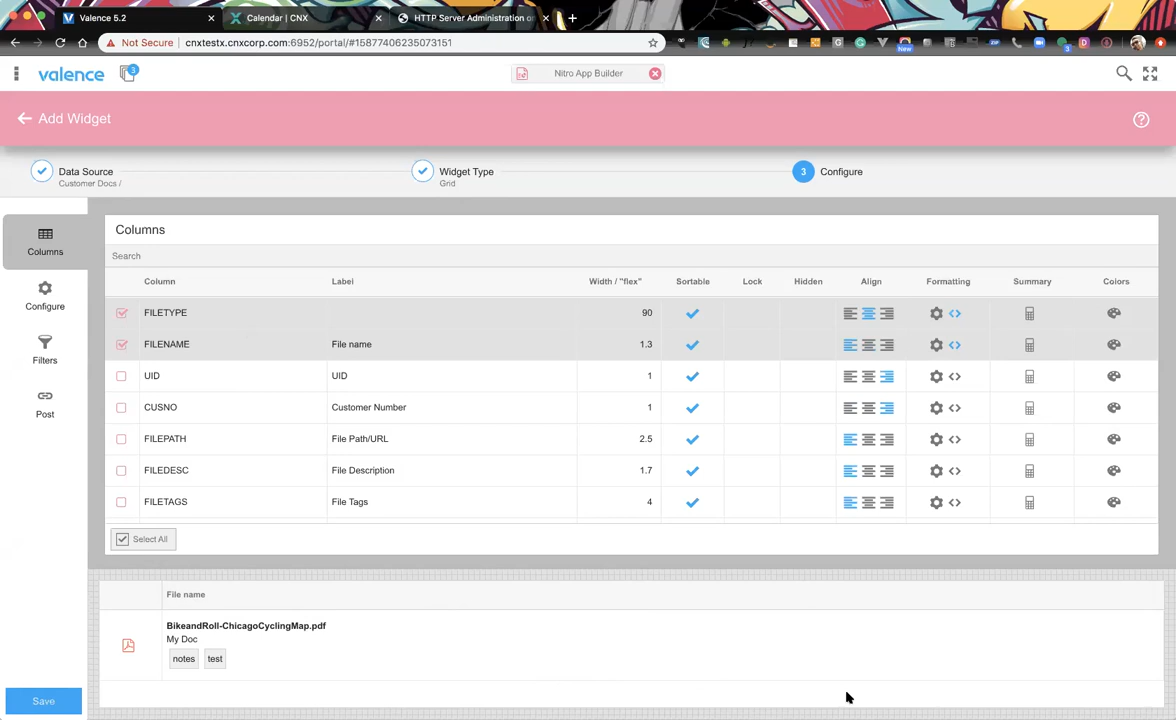 Valence 5.2
Calendar | CNX
HTTP Server Administration o
Not Secure | cnxtestx.cnxcorp.com:6952/portal/#15877406235073151
New
3
valence
3
Nitro App Builder
Add Widget
Data Source
Customer Docs /
Widget Type
Grid
3
Configure
Columns
Configure
Filters
Post
Save
Columns
Search
Column Label Width / "flex" Sortable Lock Hidden Align Formatting Summary Colors
FILETYPE 90
FILENAME File name 1.3
UID UID 1
CUSNO Customer Number 1
FILEPATH File Path/URL 2.5
FILEDESC File Description 1.7
FILETAGS File Tags 4
Select All
File name
BikeandRoll-ChicagoCyclingMap.pdf
My Doc
notes test